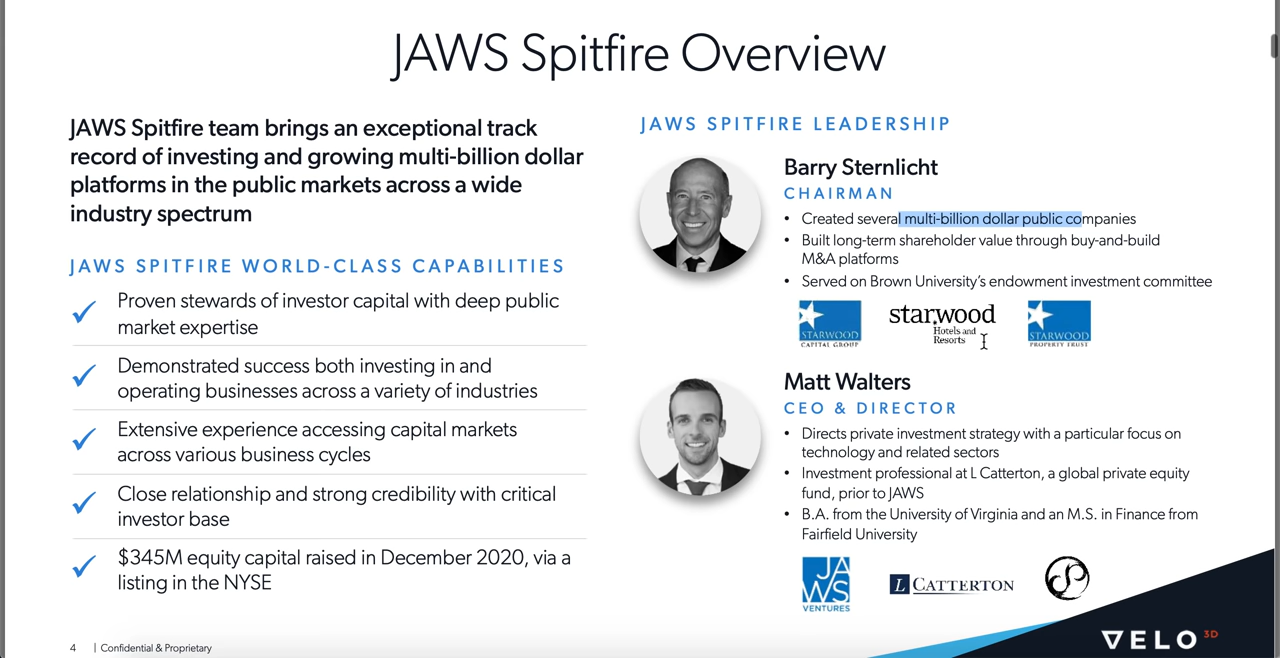 JAWS Spitfire Overview
JAWS Spitfire team brings an exceptional track
record of investing and growing multi-billion dollar
platforms in the public markets across a wide
industry spectrum
JAWS SPITFIRE WORLD-CLASS CAPABILITIES
Proven stewards of investor capital with deep public
market expertise
Demonstrated success both investing in and
operating businesses across a variety of industries
Extensive experience accessing capital markets
across various business cycles
Close relationship and strong credibility with critical
investor base
$345M equity capital raised in December 2020, via a
listing in the NYSE
JAWS SPITFIRE LEADERSHIP
Barry Sternlicht
CHAIRMAN
• Created several multi-billion dollar public companies
• Built long-term shareholder value through buy-and-build
M&A platforms
• Served on Brown University's endowment investment committee
STARWOOD
CAPITAL GROUP
starwood
Hotels and
Resorts
STARWOOD
PROPERTY TRUST
Matt Walters
CEO & DIRECTOR
• Directs private investment strategy with a particular focus on
technology and related sectors
• Investment professional at L Catterton, a global private equity
fund, prior to JAWS
• B.A. from the University of Virginia and an M.S. in Finance from
Fairfield University
JA
WS
VENTURES
L CATTERTON
4 | Confidential & Proprietary
VELO 3D